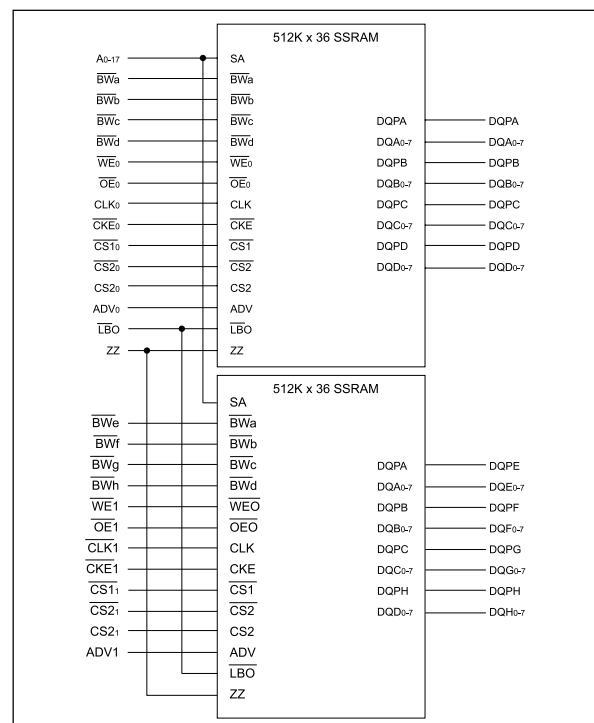 512K x 36 SSRAM
A0-17 SA
BWa BWa
BWb BWb
BWc BWc
BWd BWd
WE0 WE0
OE0 OE0
CLK0 CLK
CKE0 CKE
CS10 CS1
CS20 CS2
CS20 CS2
ADV0 ADV
LBO LBO
ZZ ZZ
DQPA DQPA
DQA0-7 DQA0-7
DQPB DQPB
DQB0-7 DQB0-7
DQPC DQPC
DQC0-7 DQC0-7
DQPD DQPD
DQD0-7 DQD0-7
512K x 36 SSRAM
SA
BWe BWa
BWf BWb
BWg BWc
BWh BWd
WE1 WEO
OE1 OEO
CLK1 CLK
CKE1 CKE
CS11 CS1
CS21 CS2
CS21 CS2
ADV1 ADV
LBO
ZZ
DQPA DQPE
DQA0-7 DQE0-7
DQPB DQPF
DQB0-7 DQF0-7
DQPC DQPG
DQC0-7 DQG0-7
DQPH DQPH
DQD0-7 DQH0-7